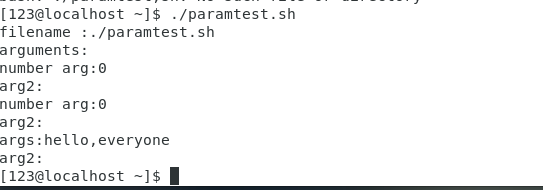 [123@localhost ~]$ ./paramtest.sh
filename :./paramtest.sh
arguments:
number arg:0
arg2:
number arg:0
arg2:
args:hello,everyone
arg2:
[123@localhost ~]$